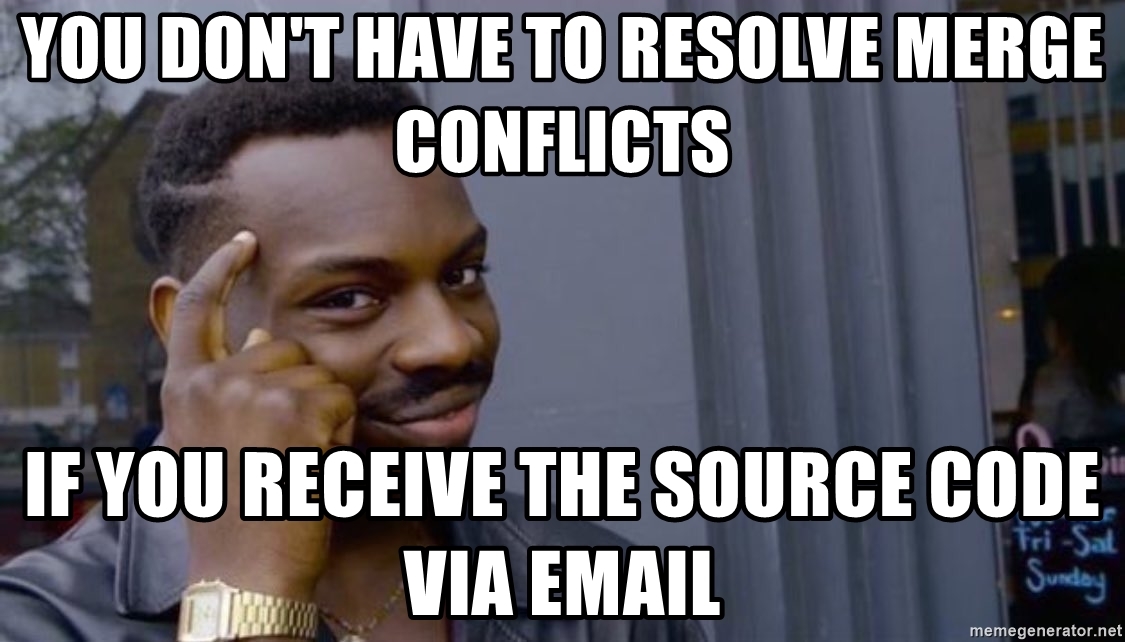 YOU DON'T HAVE TO RESOLVE MERGE
CONFLICTS
IF YOU RECEIVE THE SOURCE CODE
VIA EMAIL
Fri - Sat
Sunday
memegenerator.net